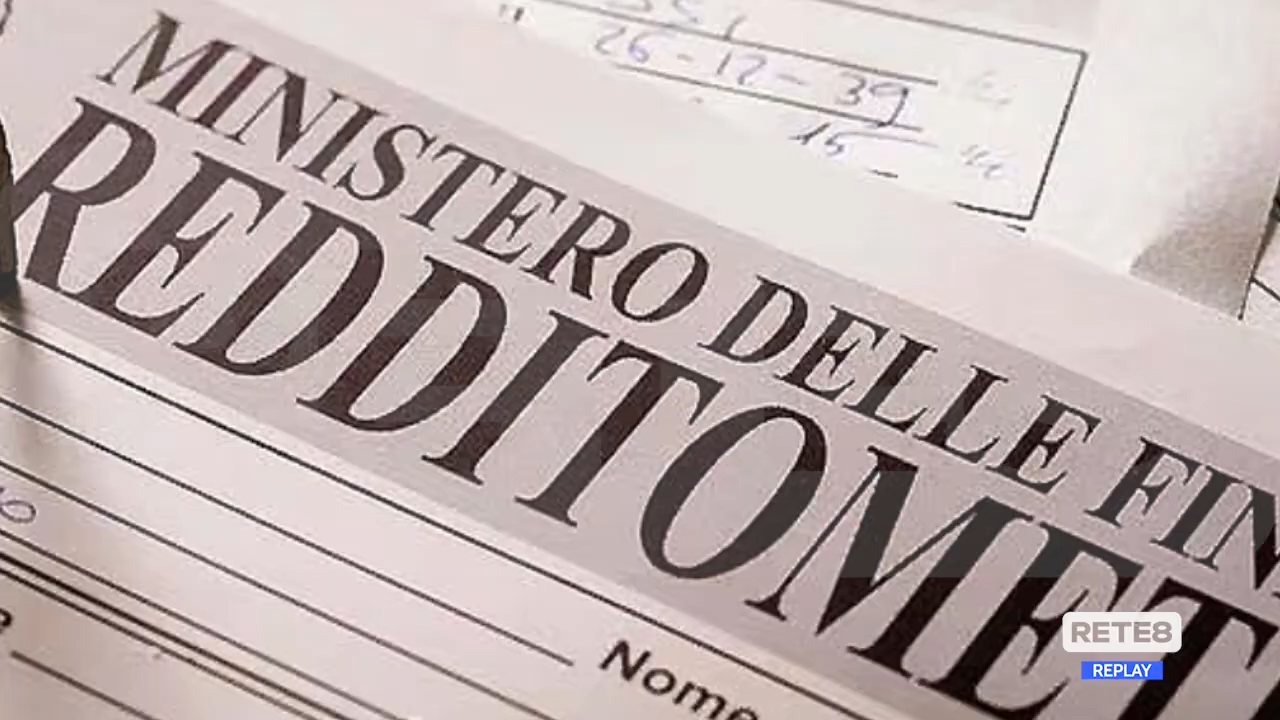 26-12-39
15
MINISTERO DELLE FIN
REDDITOMET
Nome
RETE8
REPLAY